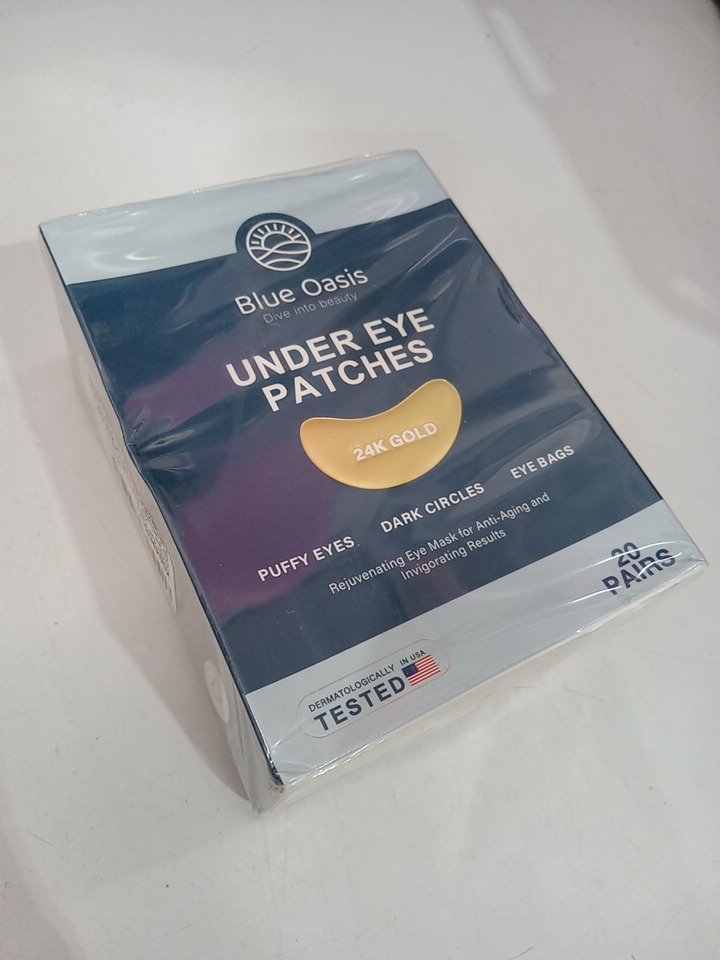 Blue Oasis
Dive into beauty
UNDER EYE
PATCHES
24K GOLD
PUFFY EYES
DARK CIRCLES
EYE BAGS
Rejuvenating Eye Mask for Anti-Aging and
Invigorating Results
20
PAIRS
DERMATOLOGICALLY IN USA
TESTED